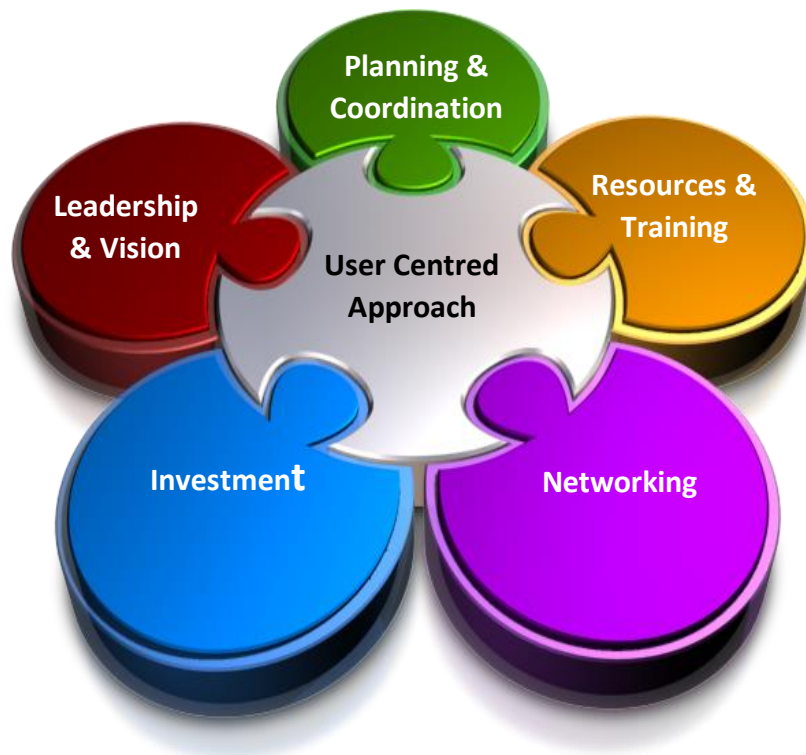 Planning &
Coordination
Leadership
& Vision
Resources &
Training
User Centred
Approach
Investment
Networking